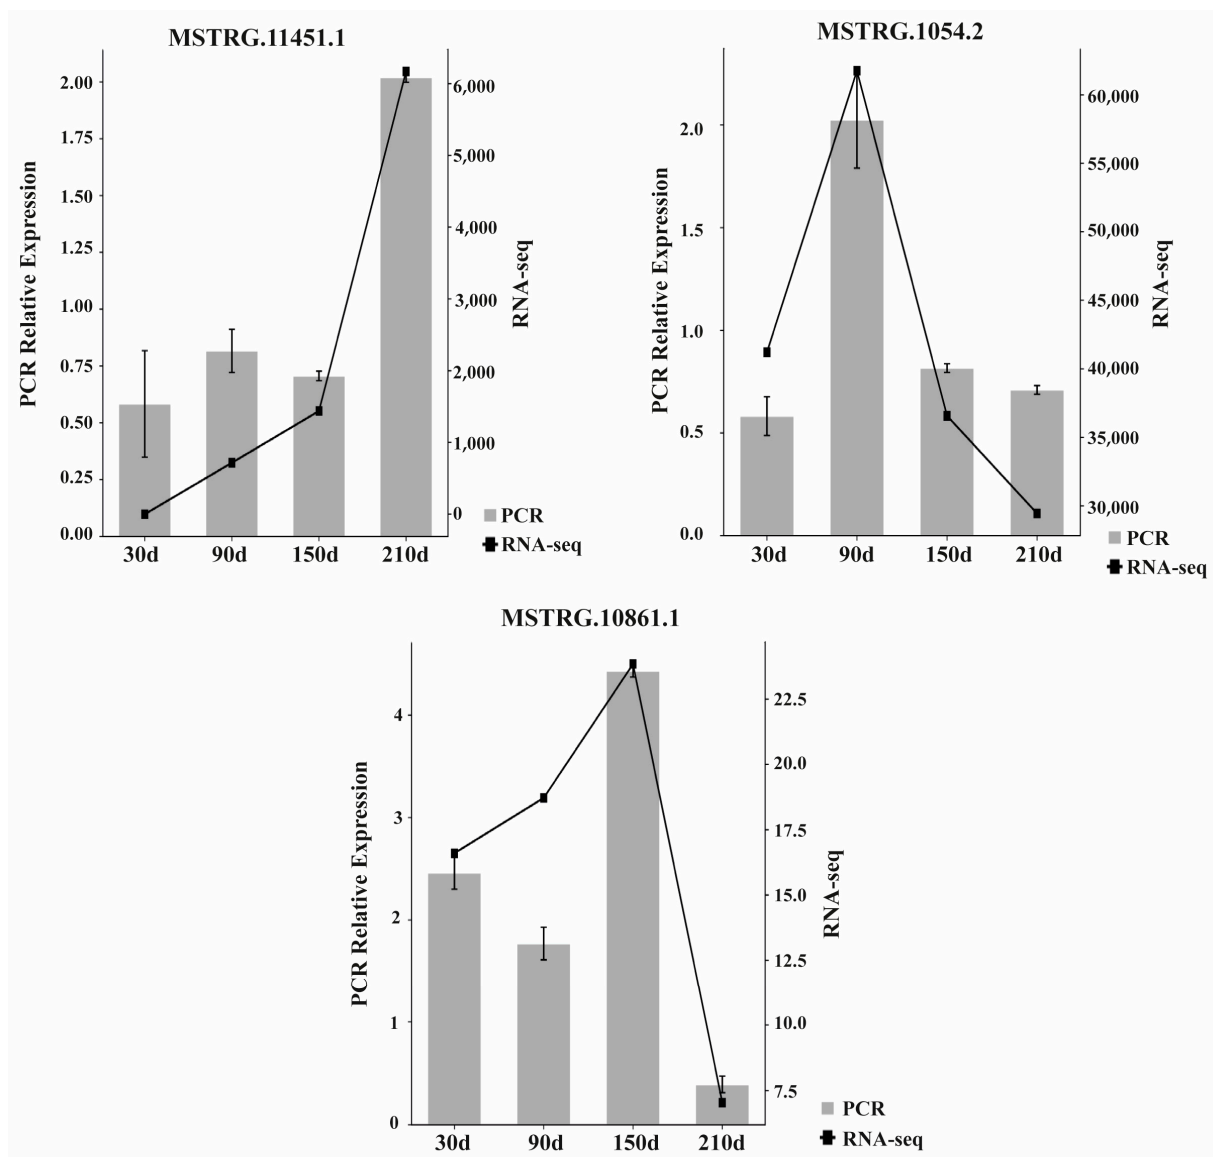 MSTRG.11451.1
PCR Relative Expression
2.00
1.75
1.50
1.25
1.00
0.75
0.50
0.25
0.00
30d 90d 150d 210d
6,000
5,000
4,000
3,000
2,000
1,000
0
RNA-seq
PCR
RNA-seq
MSTRG.1054.2
PCR Relative Expression
2.0
1.5
1.0
0.5
0.0
30d 90d 150d 210d
60,000
55,000
50,000
45,000
40,000
35,000
30,000
RNA-seq
PCR
RNA-seq
MSTRG.10861.1
PCR Relative Expression
4
3
2
1
0
30d 90d 150d 210d
22.5
20.0
17.5
15.0
12.5
10.0
7.5
RNA-seq
PCR
RNA-seq